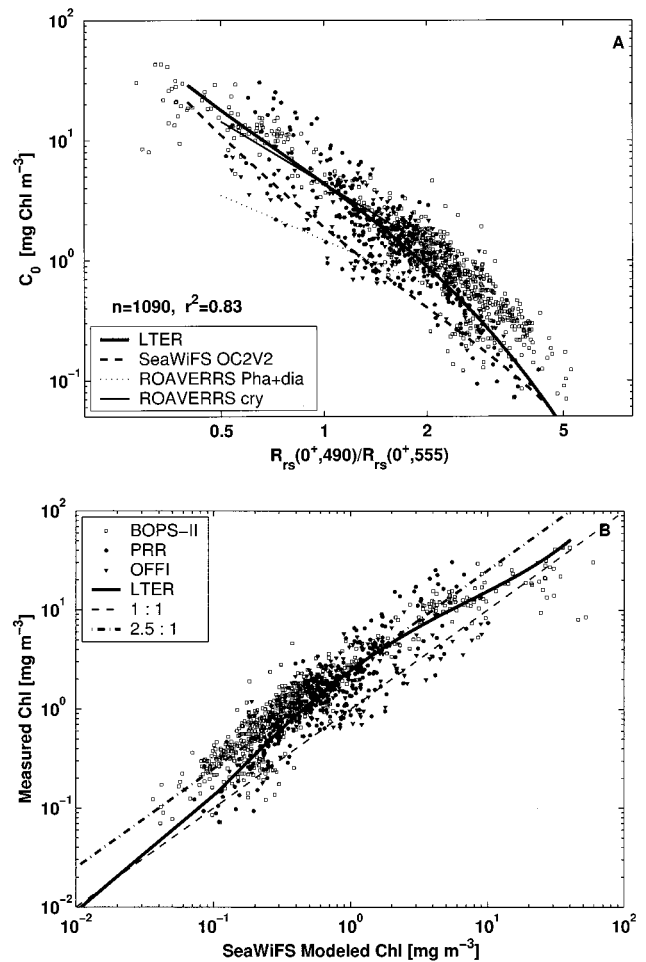 10²
A
10¹
C₀ [mg Chl m⁻³]
10⁰
n=1090, r²=0.83
LTER
SeaWiFS OC2V2
ROAVERRS Pha+dia
ROAVERRS cry
10⁻¹
0.5 1 2 5
Rrs(0⁺,490)/Rrs(0⁺,555)
10²
BOPS-II
PRR
OFFI
LTER
1 : 1
2.5 : 1
B
10¹
Measured Chl [mg m⁻³]
10⁰
10⁻¹
10⁻²
10⁻² 10⁻¹ 10⁰ 10¹ 10²
SeaWiFS Modeled Chl [mg m⁻³]